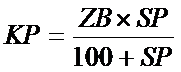 KP = ZB × SP / 100 + SP